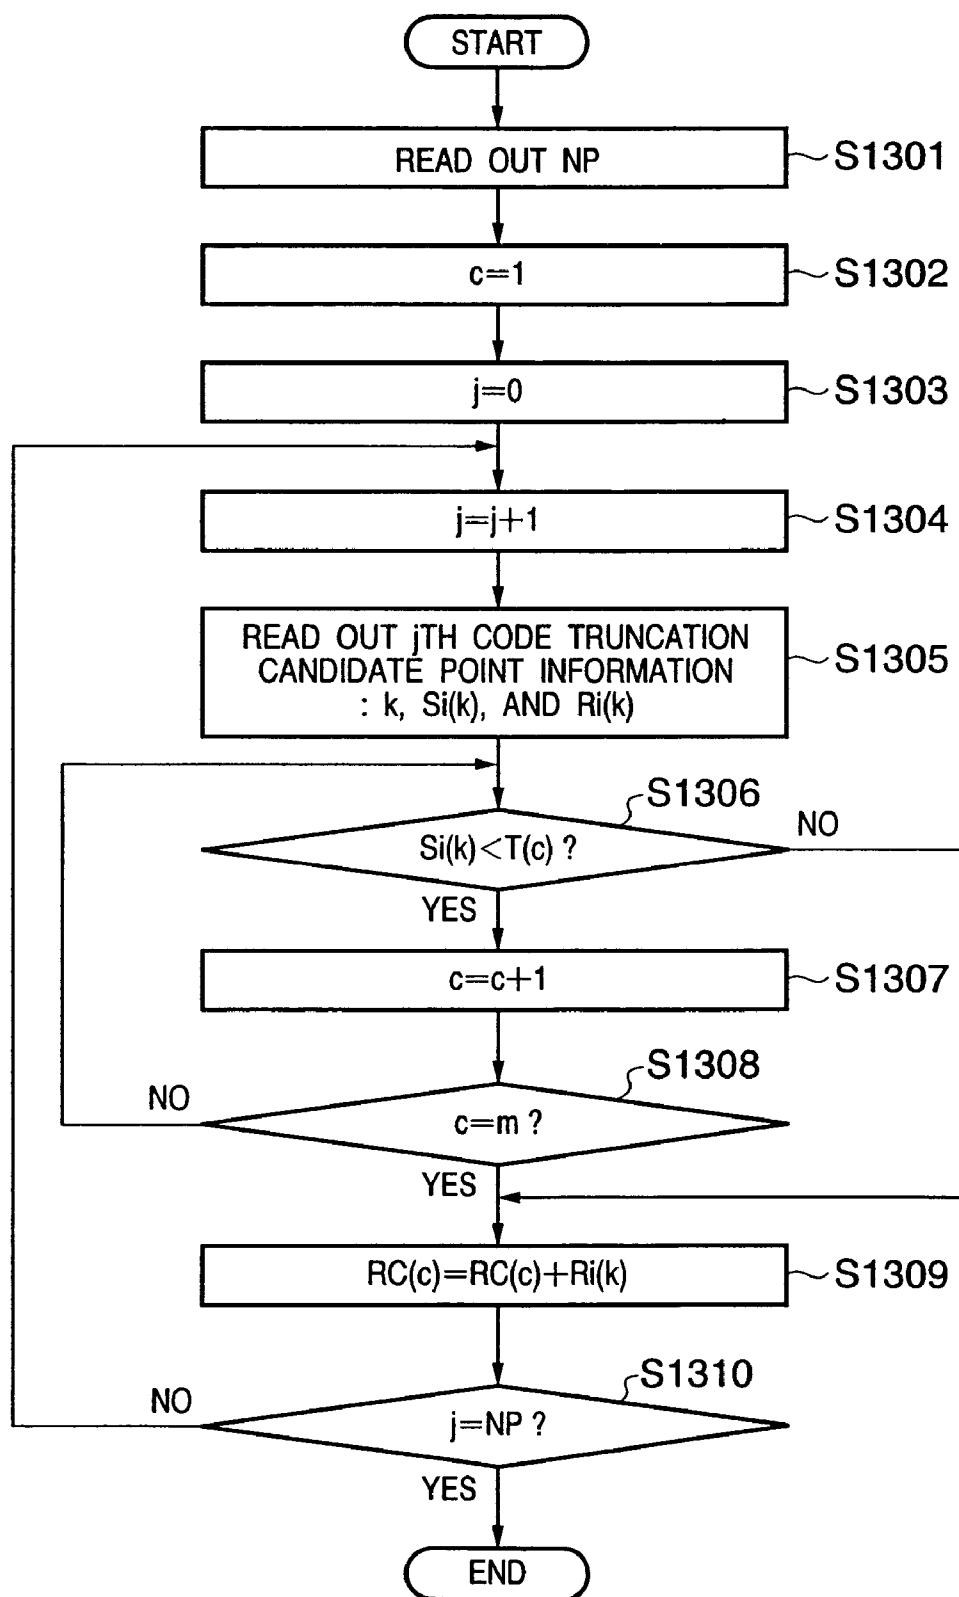 START
READ OUT NP
S1301
c=1
S1302
j=0
S1303
j=j+1
S1304
READ OUT jTH CODE TRUNCATION
CANDIDATE POINT INFORMATION
: k, Si(k), AND Ri(k)
S1305
S1306
Si(k)<T(c) ?
NO
YES
c=c+1
S1307
S1308
NO
c=m ?
YES
RC(c)=RC(c)+Ri(k)
S1309
S1310
NO
j=NP ?
YES
END